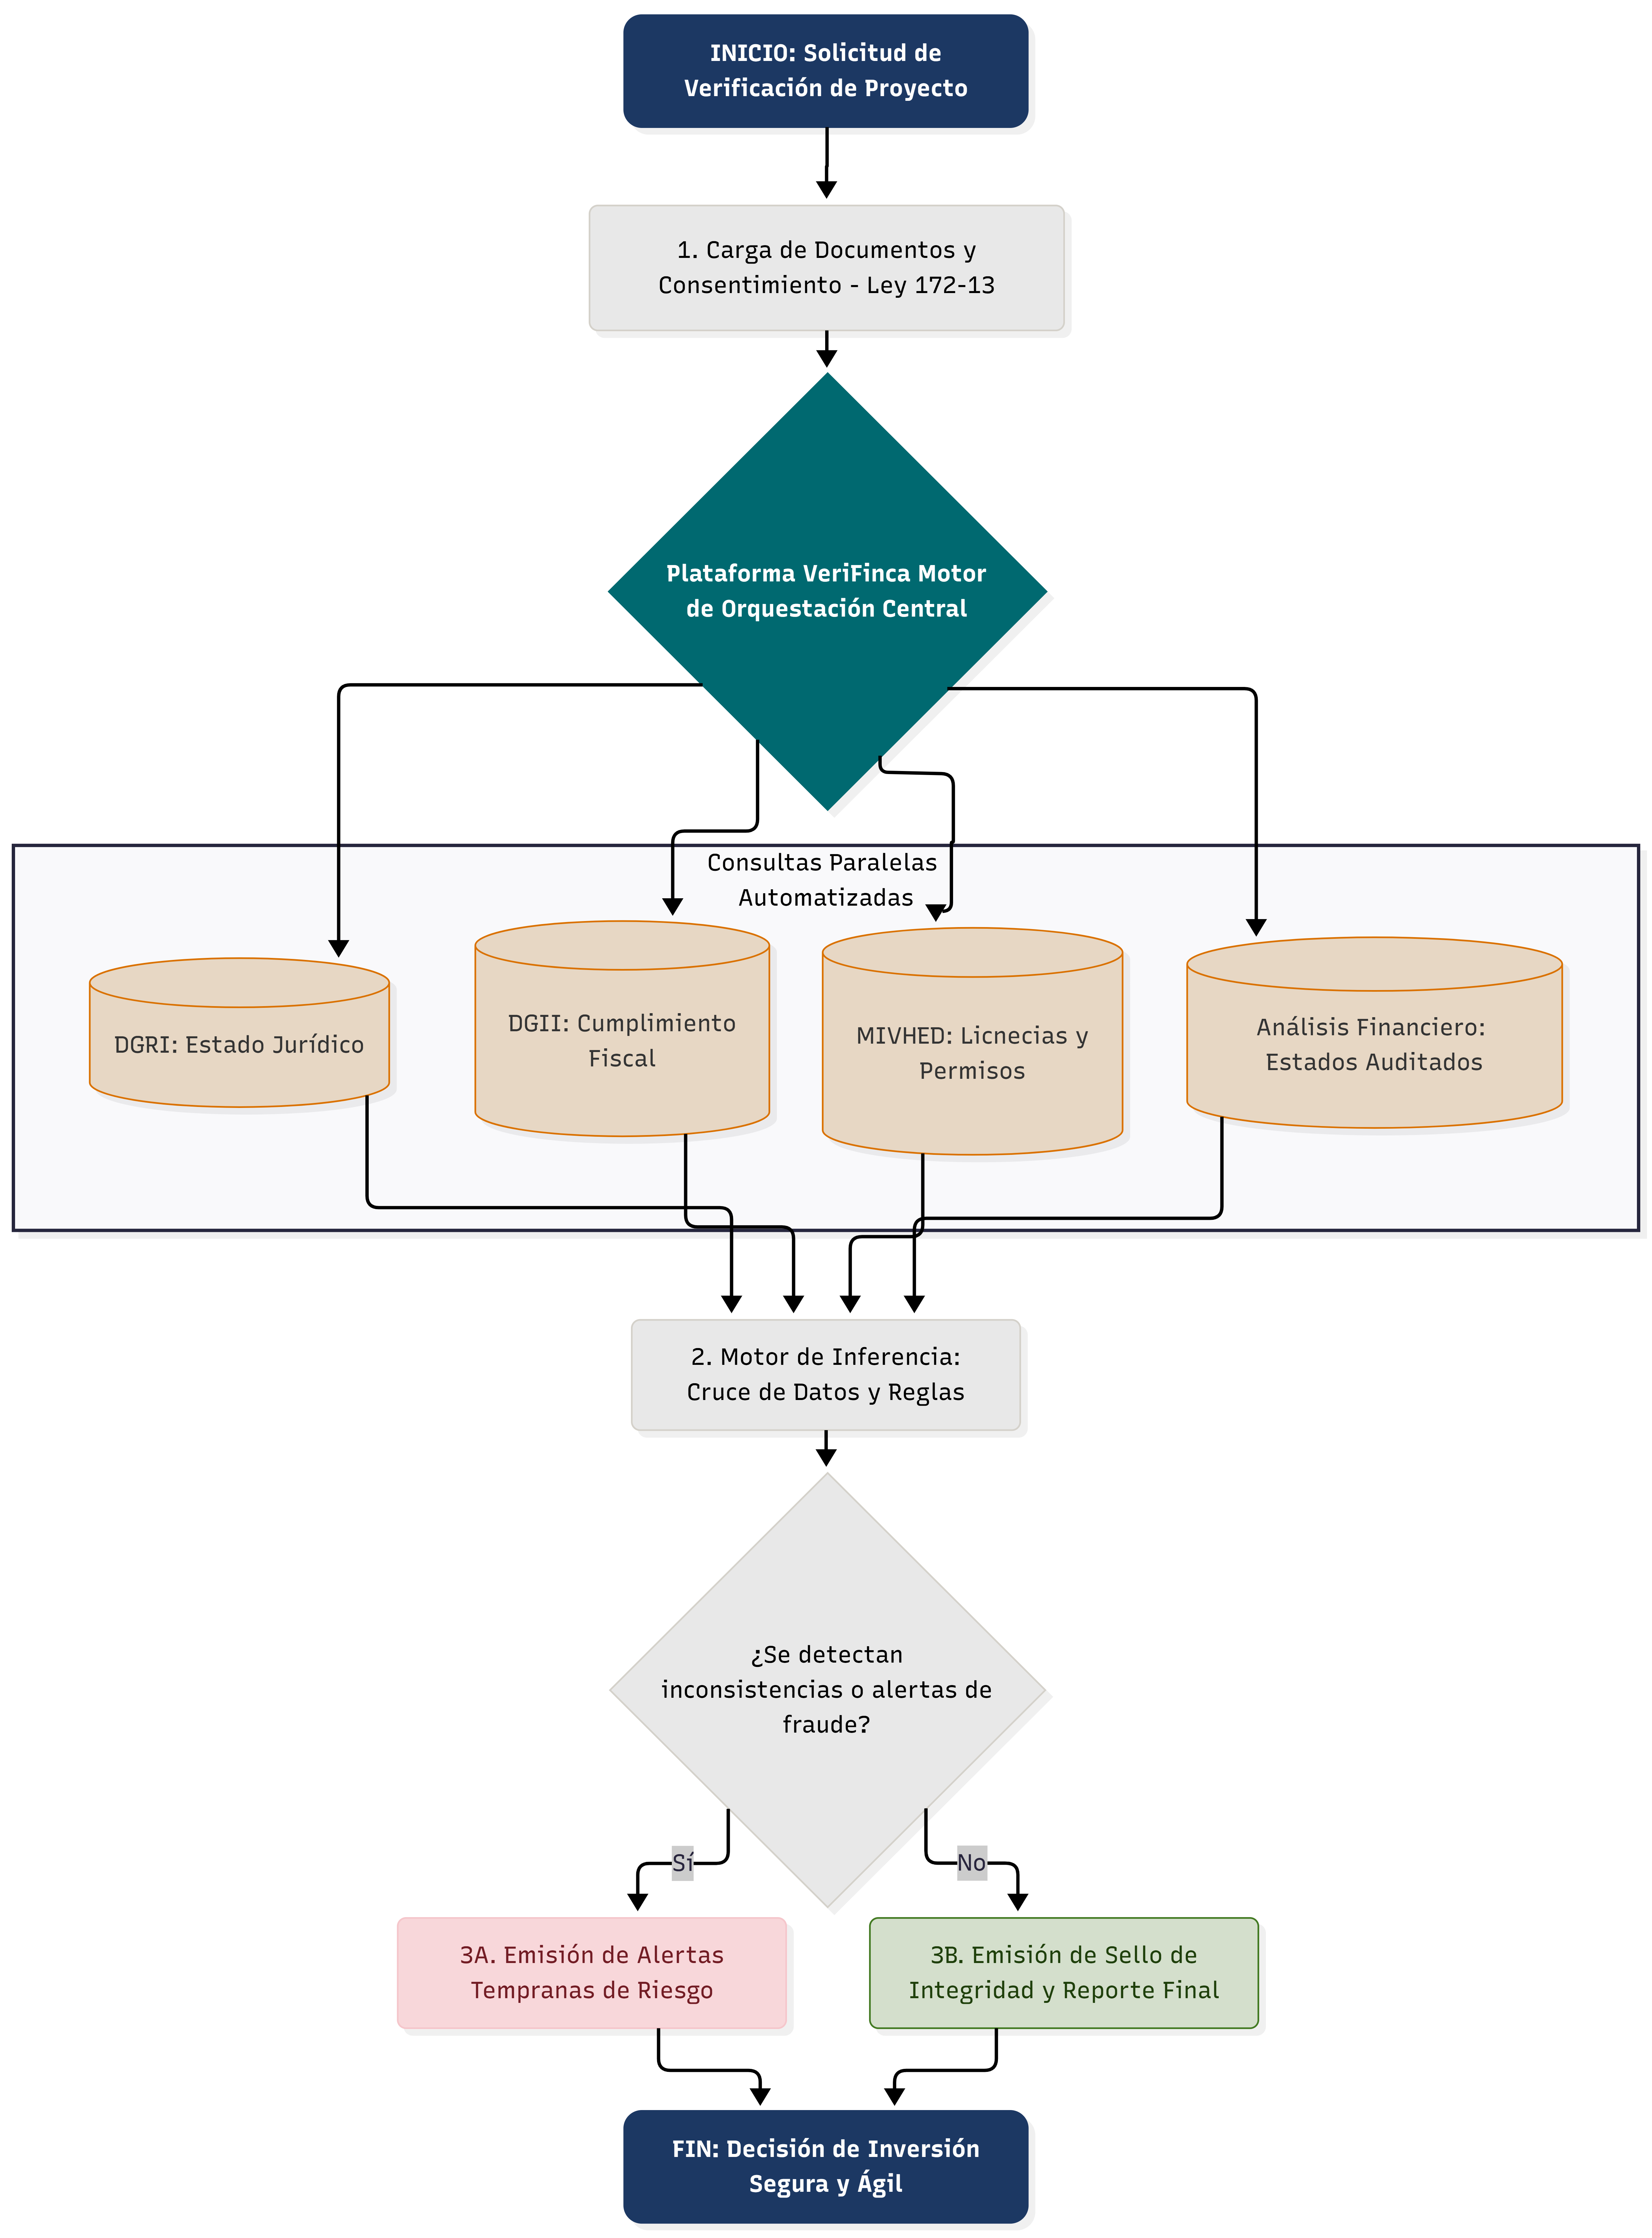 INICIO: Solicitud de
Verificación de Proyecto
1. Carga de Documentos y
Consentimiento - Ley 172-13
Plataforma VeriFinca Motor
de Orquestación Central
Consultas Paralelas
Automatizadas
DGRI: Estado Jurídico
DGII: Cumplimiento
Fiscal
MIVHED: Licnecias y
Permisos
Análisis Financiero:
Estados Auditados
2. Motor de Inferencia:
Cruce de Datos y Reglas
¿Se detectan
inconsistencias o alertas de
fraude?
Sí
No
3A. Emisión de Alertas
Tempranas de Riesgo
3B. Emisión de Sello de
Integridad y Reporte Final
FIN: Decisión de Inversión
Segura y Ágil